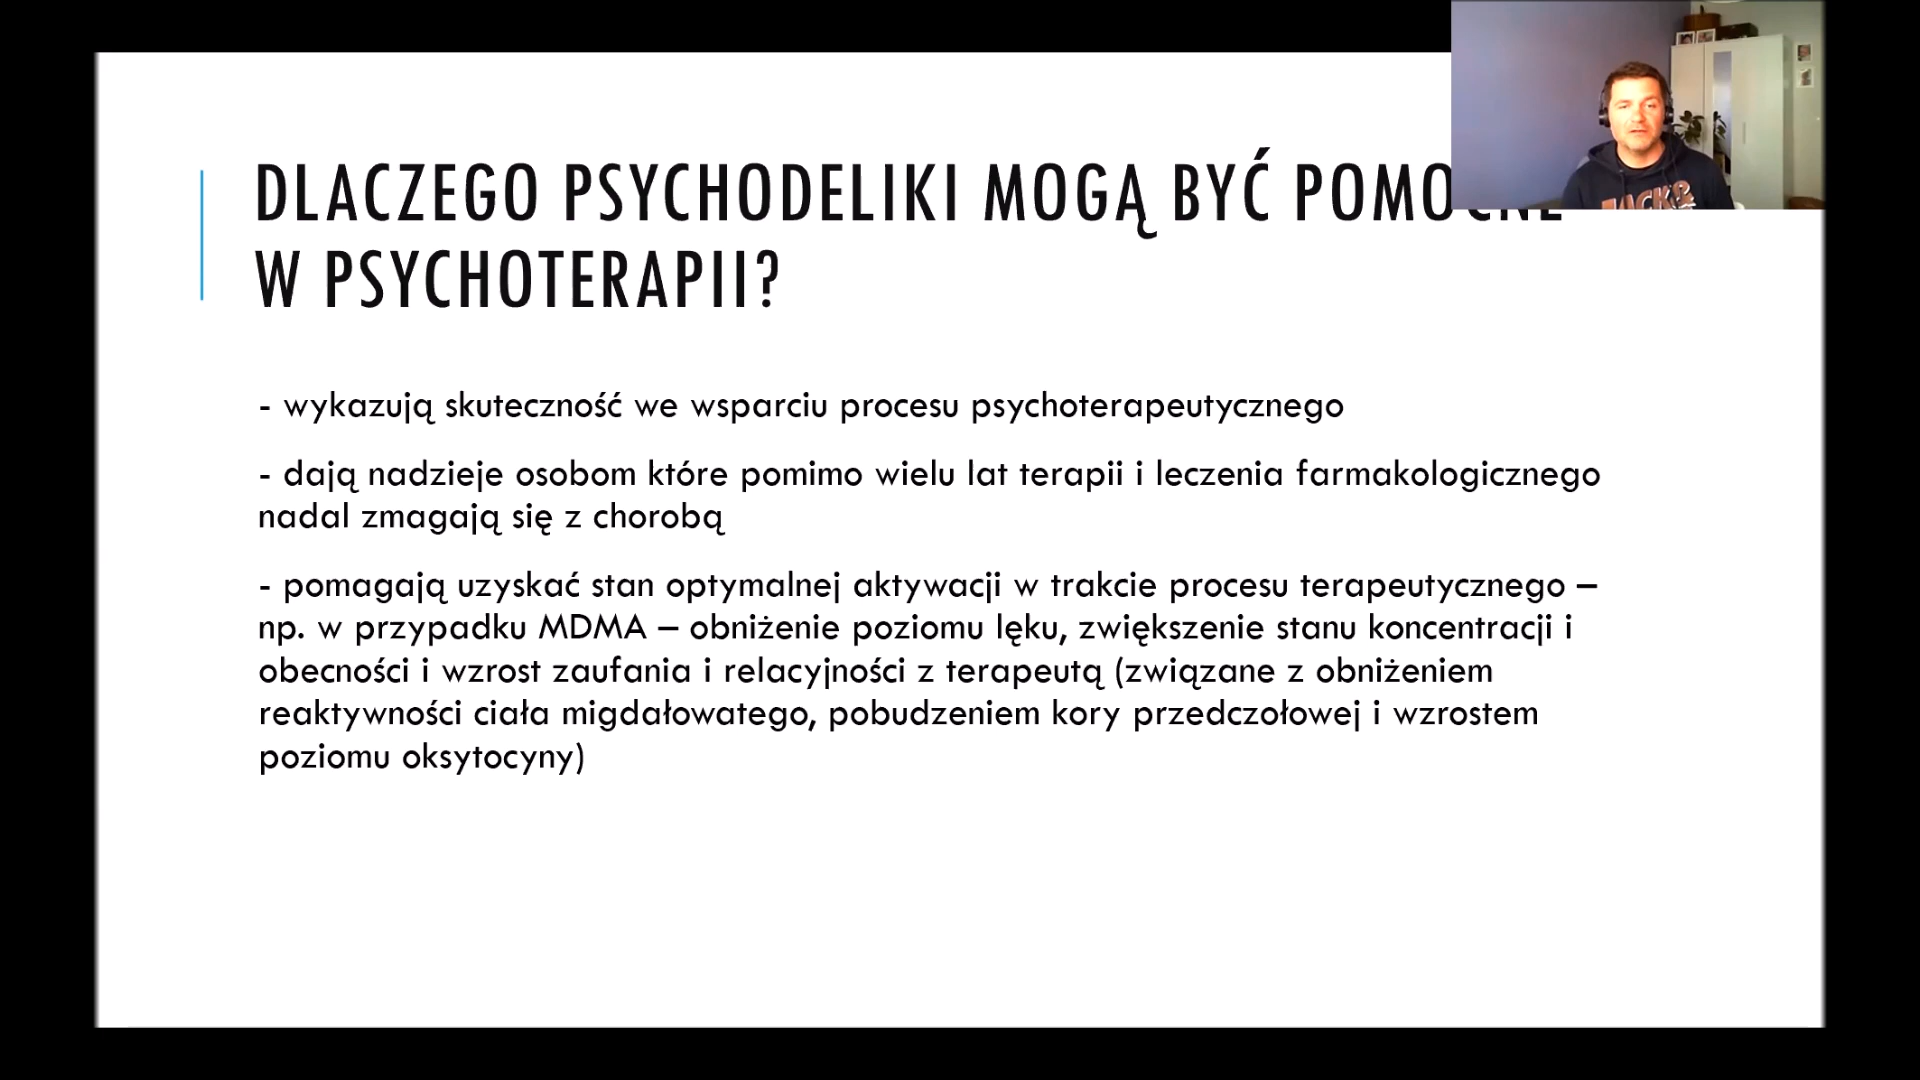 DLACZEGO PSYCHODELIKI MOGĄ BYĆ
W PSYCHOTERAPII?
- wykazują skuteczność we wsparciu procesu psychoterapeutycznego
- dają nadzieje osobom które pomimo wielu lat terapii i leczenia farmakologicznego
nadal zmagają się z chorobą
- pomagają uzyskać stan optymalnej aktywacji w trakcie procesu terapeutycznego –
np. w przypadku MDMA – obniżenie poziomu lęku, zwiększenie stanu koncentracji i
obecności i wzrost zaufania i relacyjności z terapeutą (związane z obniżeniem
reaktywności ciała migdałowatego, pobudzeniem kory przedczołowej i wzrostem
poziomu oksytocyny)